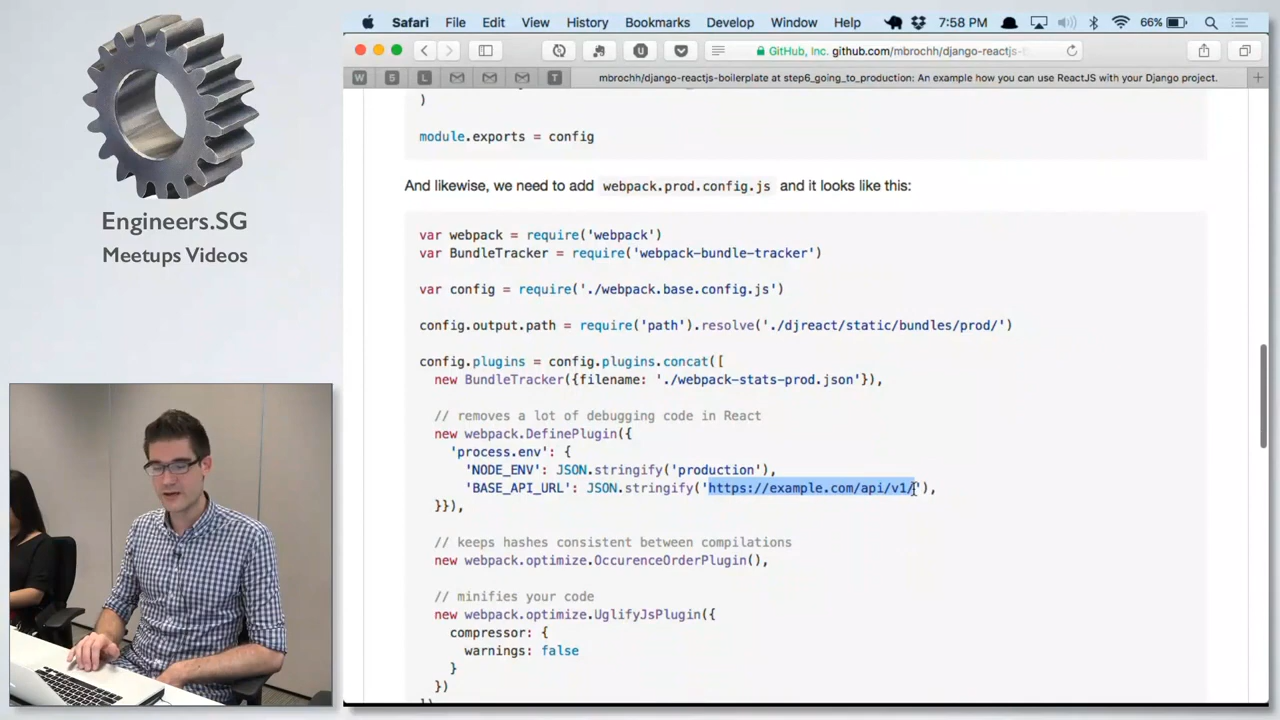 Engineers.SG
Meetups Videos
Safari File Edit View History Bookmarks Develop Window Help 7:58 PM 66%
GitHub, Inc. github.com/mbrochh/django-reactjs-b
W 5 L T mbrochh/django-reactjs-boilerplate at step6_going_to_production: An example how you can use ReactJS with your Django project.
)
module.exports = config
And likewise, we need to add webpack.prod.config.js and it looks like this:
var webpack = require('webpack')
var BundleTracker = require('webpack-bundle-tracker')
var config = require('./webpack.base.config.js')
config.output.path = require('path').resolve('./djreact/static/bundles/prod/')
config.plugins = config.plugins.concat([
new BundleTracker({filename: './webpack-stats-prod.json'}),
// removes a lot of debugging code in React
new webpack.DefinePlugin({
'process.env': {
'NODE_ENV': JSON.stringify('production'),
'BASE_API_URL': JSON.stringify('https://example.com/api/v1/'),
}}),
// keeps hashes consistent between compilations
new webpack.optimize.OccurenceOrderPlugin(),
// minifies your code
new webpack.optimize.UglifyJsPlugin({
compressor: {
warnings: false
}
})
])